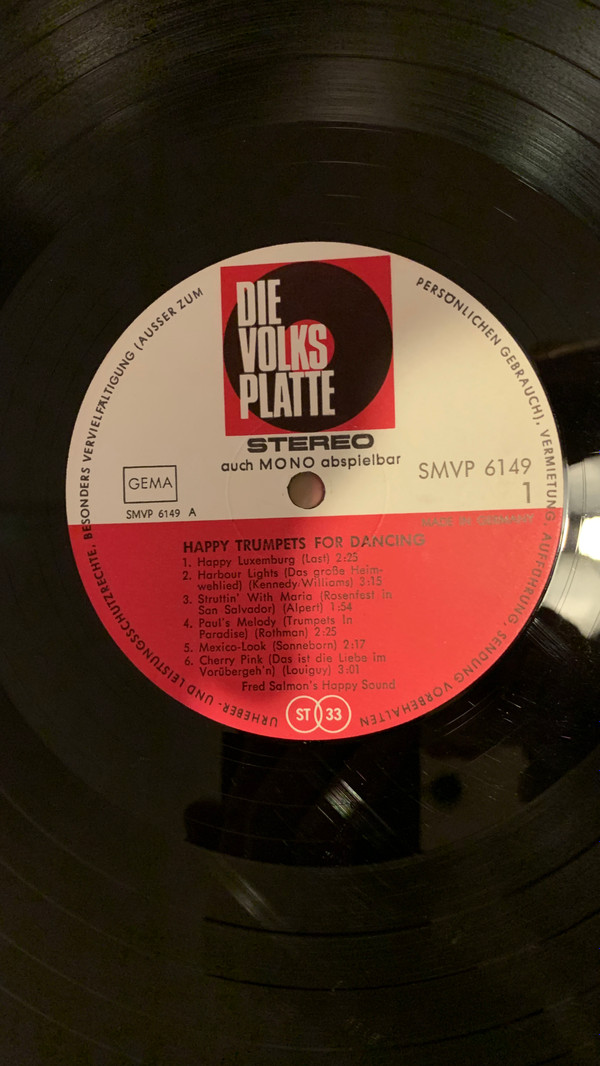 URHEBER- UND LEISTUNGSSCHUTZRECHTE, BESONDERS VERVIELFÄLTIGUNG (AUSSER ZUM PERSÖNLICHEN GEBRAUCH), VERMIETUNG, AUFFÜHRUNG, SENDUNG VORBEHALTEN
DIE
VOLKS
PLATTE
STEREO
auch MONO abspielbar
GEMA
SMVP 6149 A
SMVP 6149
1
MADE IN GERMANY
HAPPY TRUMPETS FOR DANCING
1. Happy Luxemburg (Last) 2:25
2. Harbour Lights (Das große Heim-
wehlied) (Kennedy-Williams) 3:15
3. Struttin' With Maria (Rosenfest in
San Salvador) (Alpert) 1:54
4. Paul's Melody (Trumpets In
Paradise) (Rothman) 2:25
5. Mexico-Look (Sonneborn) 2:17
6. Cherry Pink (Das ist die Liebe im
Vorübergeh'n) (Louiguy) 3:01
Fred Salmon's Happy Sound
ST 33